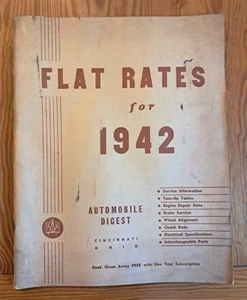 FLAT RATES
for
1942
AUTOMOBILE
DIGEST
CINCINNATI
OHIO
• Service Information
• Tune-Up Tables
• Engine Repair Data
• Brake Service
• Wheel Alignment
• Clutch Data
• Electrical Specifications
• Interchangeable Parts
Book Given Away FREE with One Year Subscription